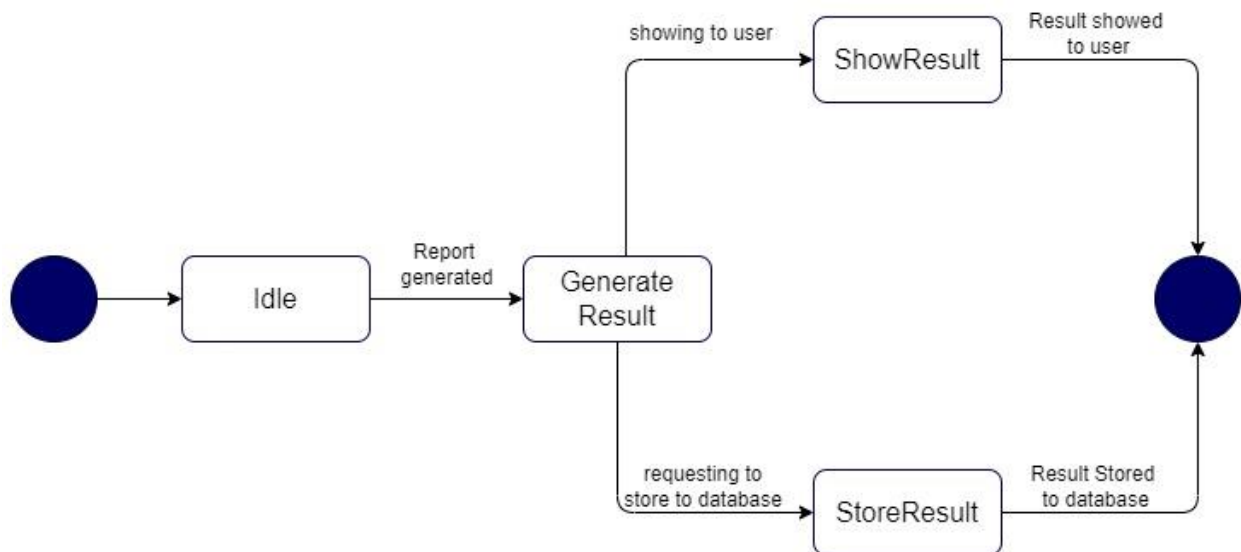 showing to user
ShowResult
Result showed
to user
Idle
Report
generated
Generate
Result
requesting to
store to database
StoreResult
Result Stored
to database